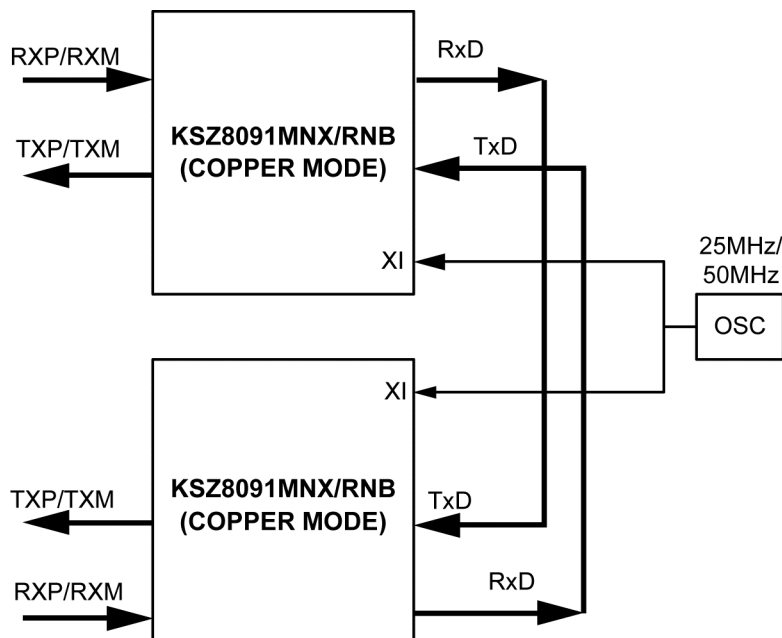 RXP/RXM
RxD
KSZ8091MNX/RNB
(COPPER MODE)
TXP/TXM
TxD
XI
25MHz/
50MHz
OSC
XI
KSZ8091MNX/RNB
(COPPER MODE)
TXP/TXM
TxD
RXP/RXM
RxD